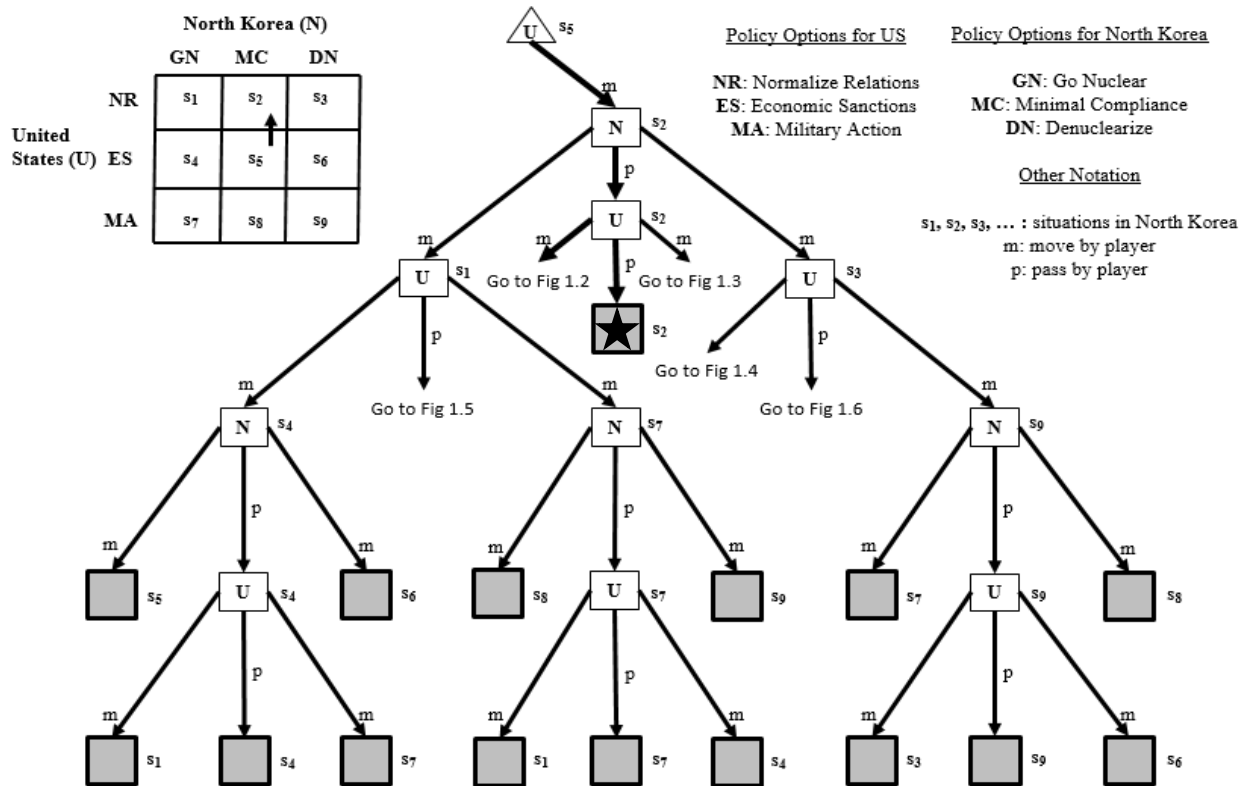 North Korea (N)
GN MC DN
NR s1 s2 s3
United States (U) ES s4 s5 s6
MA s7 s8 s9
U s5
Policy Options for US
NR: Normalize Relations
ES: Economic Sanctions
MA: Military Action
Policy Options for North Korea
GN: Go Nuclear
MC: Minimal Compliance
DN: Denuclearize
Other Notation
s1, s2, s3, … : situations in North Korea
m: move by player
p: pass by player
m
N s2
p
m U s2 m
m m
U s1
Go to Fig 1.2 p Go to Fig 1.3
U s3
s2
p
p
Go to Fig 1.4
m m m
Go to Fig 1.5
Go to Fig 1.6
N s4 N s7 N s9
p p p
m m m m m m
s5 U s4 s6 s8 U s7 s9 s7 U s9 s8
p p p
m m m m m m
s1 s4 s7 s1 s7 s4 s3 s9 s6